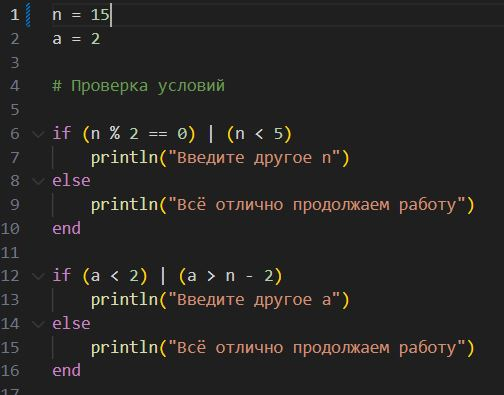 1 n = 15
2 a = 2
3
4 # Проверка условий
5
6 if (n % 2 == 0) | (n < 5)
7 println("Введите другое n")
8 else
9 println("Всё отлично продолжаем работу")
10 end
11
12 if (a < 2) | (a > n - 2)
13 println("Введите другое a")
14 else
15 println("Всё отлично продолжаем работу")
16 end
17